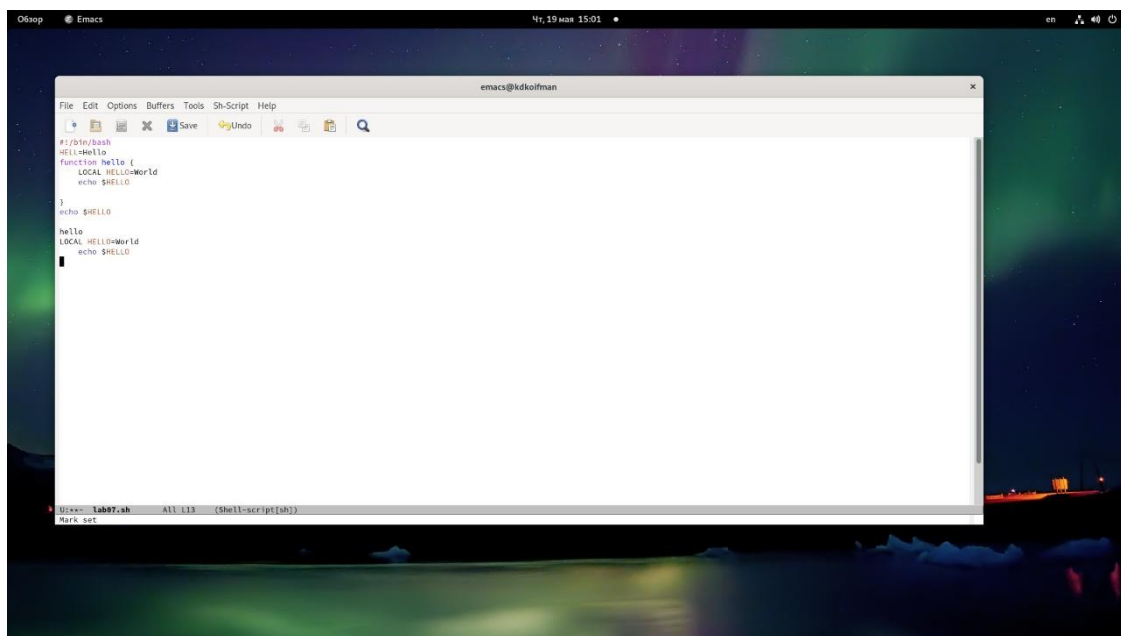 Обзор Emacs Чт, 19 мая 15:01 en
emacs@kdkoifman
File Edit Options Buffers Tools Sh-Script Help
Save Undo
#!/bin/bash
HELL=Hello
function hello {
    LOCAL HELLO=World
    echo $HELLO
}
echo $HELLO
hello
LOCAL HELLO=World
    echo $HELLO
U:**- lab07.sh All L13 (Shell-script[sh])
Mark set